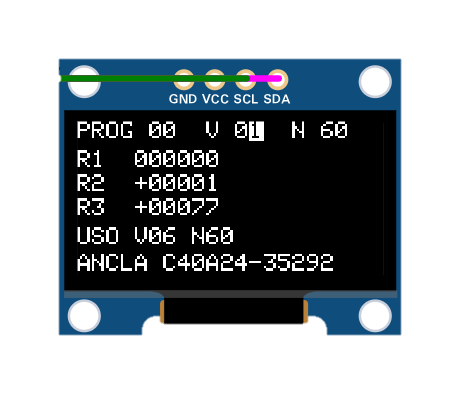 GND VCC SCL SDA
PROG 00 V 01 N 60
R1 000000
R2 +00001
R3 +00077
USO V06 N60
ANCLA C40A24-35292